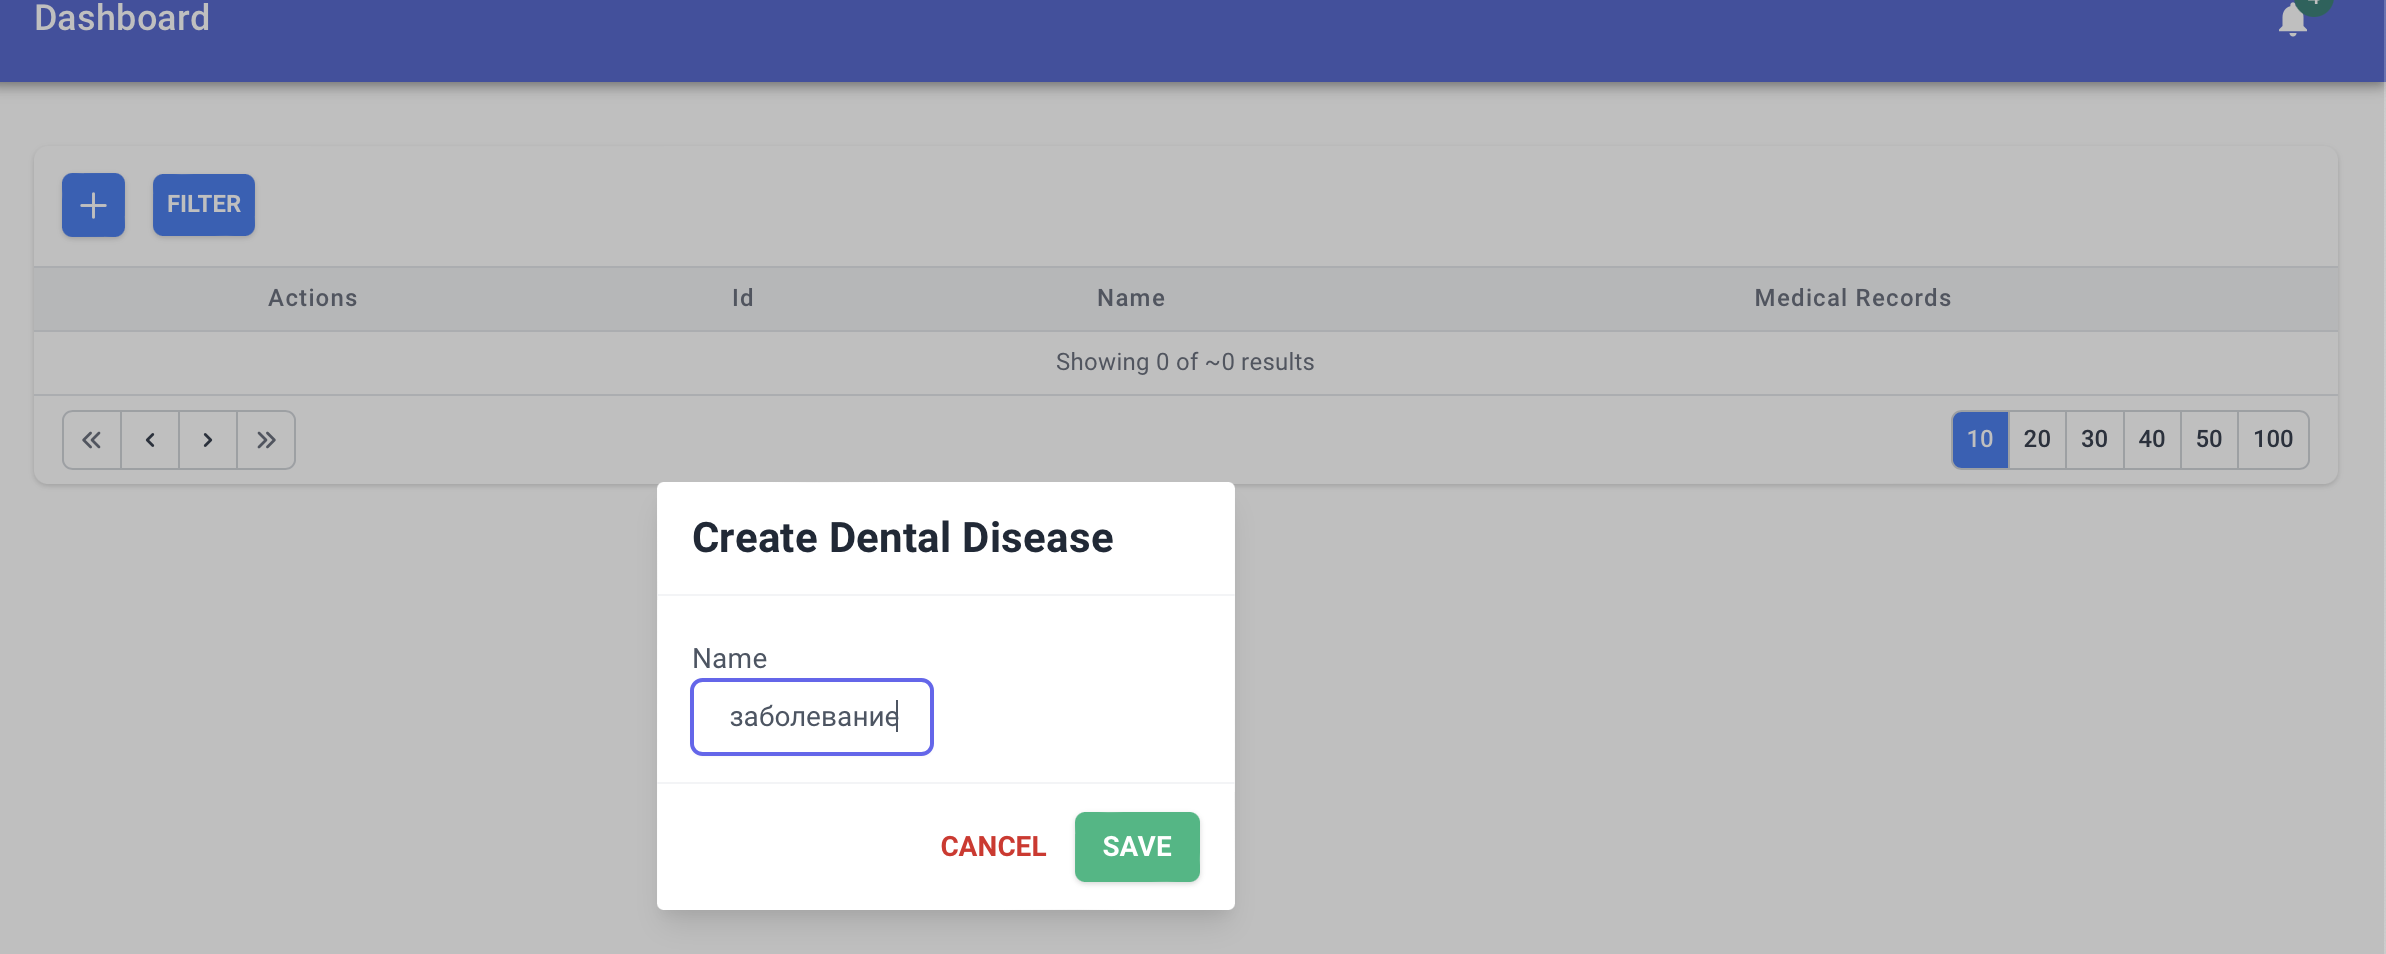 Dashboard
+ FILTER
Actions Id Name Medical Records
Showing 0 of ~0 results
« ‹ › » 10 20 30 40 50 100
Create Dental Disease
Name
заболевание
CANCEL SAVE